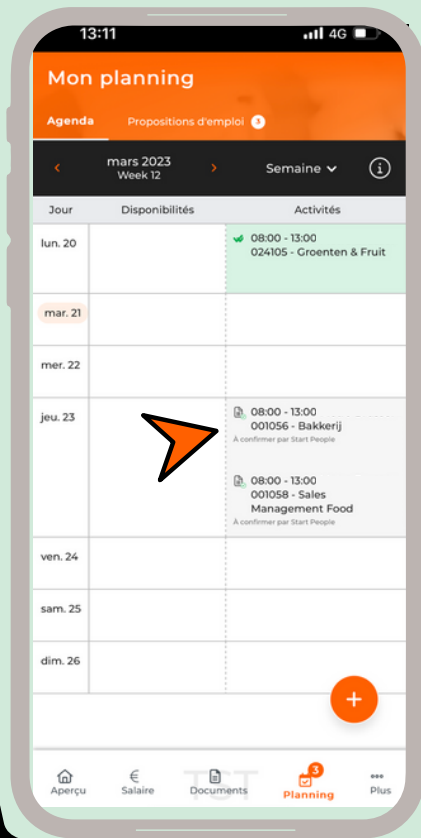 13:11
4G
Mon planning
Agenda
Propositions d'emploi 3
mars 2023
Week 12
Semaine
i
Jour
Disponibilités
Activités
lun. 20
08:00 - 13:00
024105 - Groenten & Fruit
mar. 21
mer. 22
jeu. 23
08:00 - 13:00
001056 - Bakkerij
À confirmer par Start People
08:00 - 13:00
001058 - Sales
Management Food
À confirmer par Start People
ven. 24
sam. 25
dim. 26
+
TST
3
Aperçu
€
Salaire
Documents
Planning
Plus